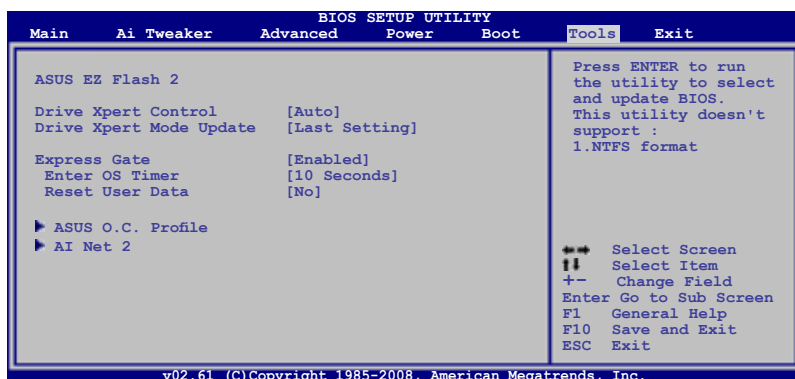 BIOS SETUP UTILITY
Main Ai Tweaker Advanced Power Boot Tools Exit
ASUS EZ Flash 2
Drive Xpert Control [Auto]
Drive Xpert Mode Update [Last Setting]
Express Gate [Enabled]
Enter OS Timer [10 Seconds]
Reset User Data [No]
ASUS O.C. Profile
AI Net 2
Press ENTER to run
the utility to select
and update BIOS.
This utility doesn't
support :
1.NTFS format
Select Screen
Select Item
+- Change Field
Enter Go to Sub Screen
F1 General Help
F10 Save and Exit
ESC Exit
v02.61 (C)Copyright 1985-2008, American Megatrends, Inc.